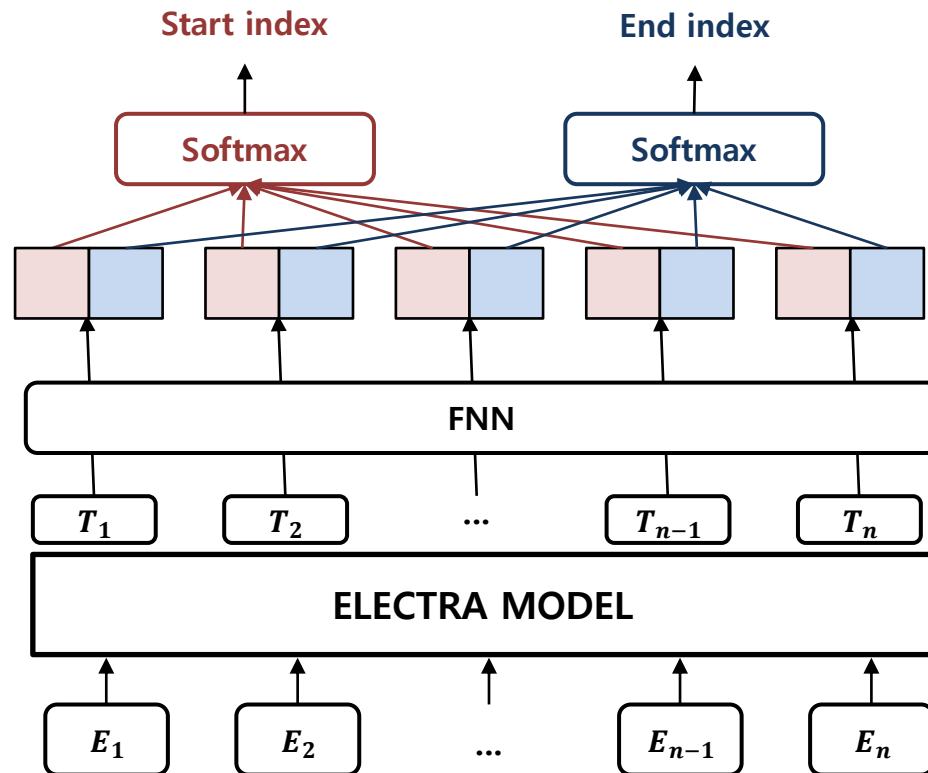 Start index End index
Softmax Softmax
FNN
T₁ T₂ ... Tₙ₋₁ Tₙ
ELECTRA MODEL
E₁ E₂ ... Eₙ₋₁ Eₙ